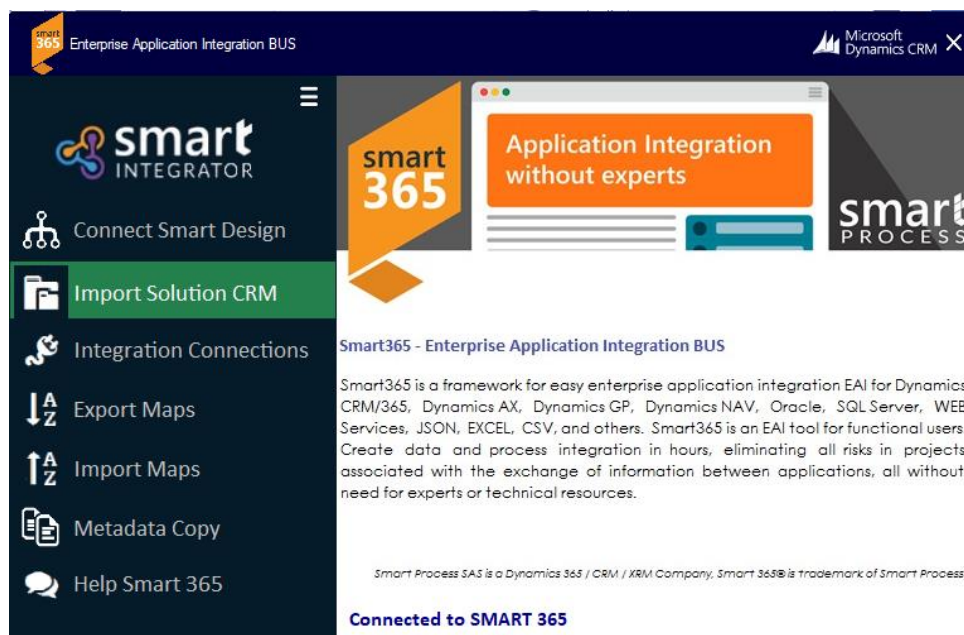 smart
365
Enterprise Application Integration BUS
Microsoft
Dynamics CRM
smart
INTEGRATOR
Connect Smart Design
Import Solution CRM
Integration Connections
Export Maps
Import Maps
Metadata Copy
Help Smart 365
A
Z
A
Z
smart
365
Application Integration
without experts
smart
PROCESS
Smart365 - Enterprise Application Integration BUS
Smart365 is a framework for easy enterprise application integration EAI for Dynamics
CRM/365, Dynamics AX, Dynamics GP, Dynamics NAV, Oracle, SQL Server, WEB
Services, JSON, EXCEL, CSV, and others. Smart365 is an EAI tool for functional users
Create data and process integration in hours, eliminating all risks in projects
associated with the exchange of information between applications, all without
need for experts or technical resources.
Smart Process SAS is a Dynamics 365 / CRM / XRM Company, Smart 365® is trademark of Smart Process
Connected to SMART 365